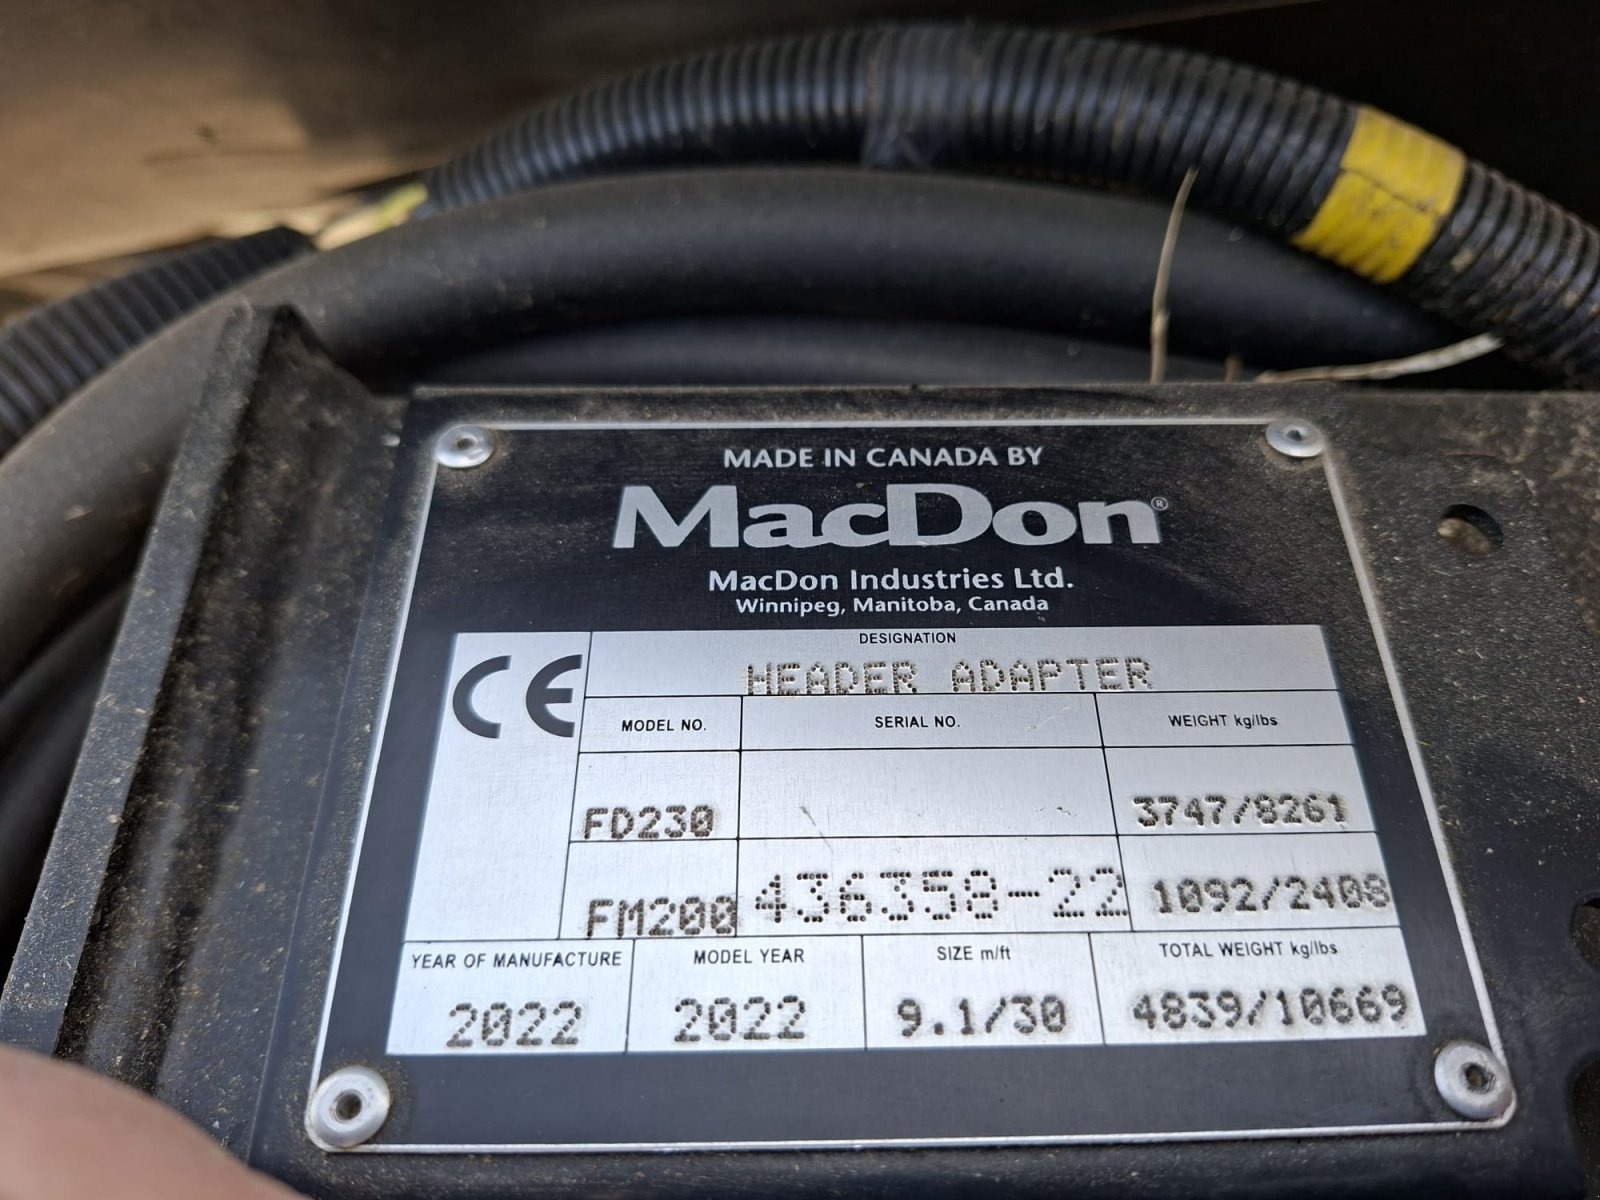 MADE IN CANADA BY
MacDon®
MacDon Industries Ltd.
Winnipeg, Manitoba, Canada
CE
DESIGNATION
HEADER ADAPTER
MODEL NO. SERIAL NO. WEIGHT kg/lbs
FD230 3747/8261
FM200 436358-22 1092/2408
YEAR OF MANUFACTURE MODEL YEAR SIZE m/ft TOTAL WEIGHT kg/lbs
2022 2022 9.1/30 4839/10669